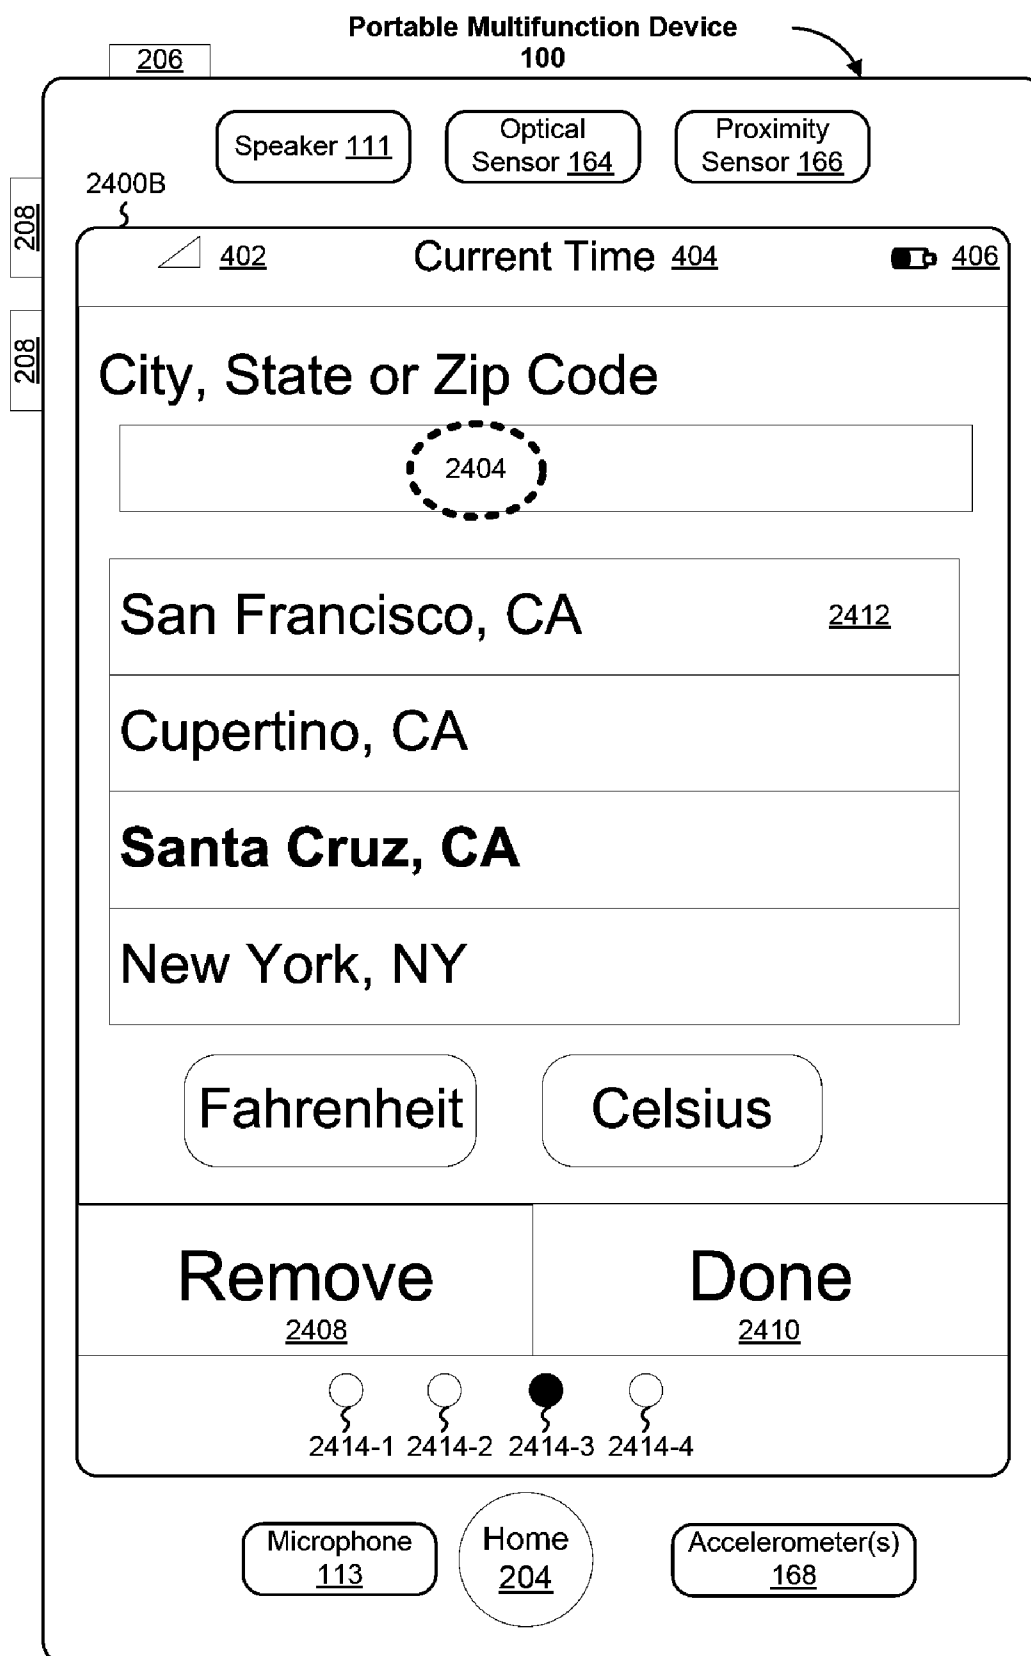 Portable Multifunction Device
100
206
Speaker 111
Optical
Sensor 164
Proximity
Sensor 166
2400B
208
208
402
Current Time 404
406
City, State or Zip Code
2404
San Francisco, CA 2412
Cupertino, CA
Santa Cruz, CA
New York, NY
Fahrenheit
Celsius
Remove
2408
Done
2410
2414-1 2414-2 2414-3 2414-4
Microphone
113
Home
204
Accelerometer(s)
168